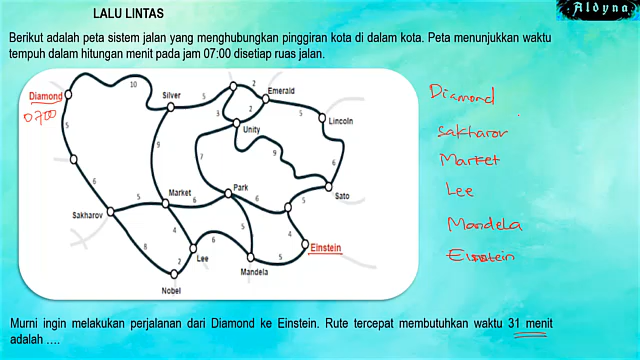 LALU LINTAS
Aldyna
Berikut adalah peta sistem jalan yang menghubungkan pinggiran kota di dalam kota. Peta menunjukkan waktu
tempuh dalam hitungan menit pada jam 07:00 disetiap ruas jalan.
10
2
Emerald
Diamond
Silver
5
0700
3
2
5
Lincoln
5
Unity
9
9
7
6
6
Market
Park
5
Sato
Sakharov
5
6
6
4
5
4
8
6
Einstein
2
Lee
5
Mandela
Nobel
Diamond
Sakharov
Market
Lee
Mandela
Einstein
Murni ingin melakukan perjalanan dari Diamond ke Einstein. Rute tercepat membutuhkan waktu 31 menit
adalah ....